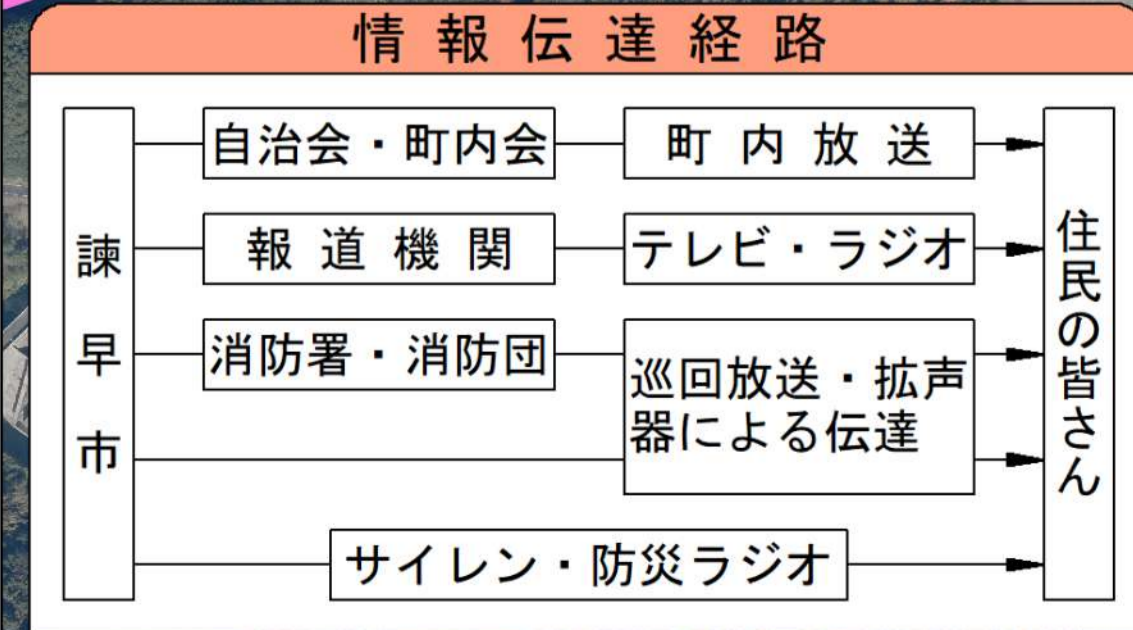 情報伝達経路
諫早市
自治会・町内会
町内放送
報道機関
テレビ・ラジオ
消防署・消防団
巡回放送・拡声
器による伝達
サイレン・防災ラジオ
住民の皆さん